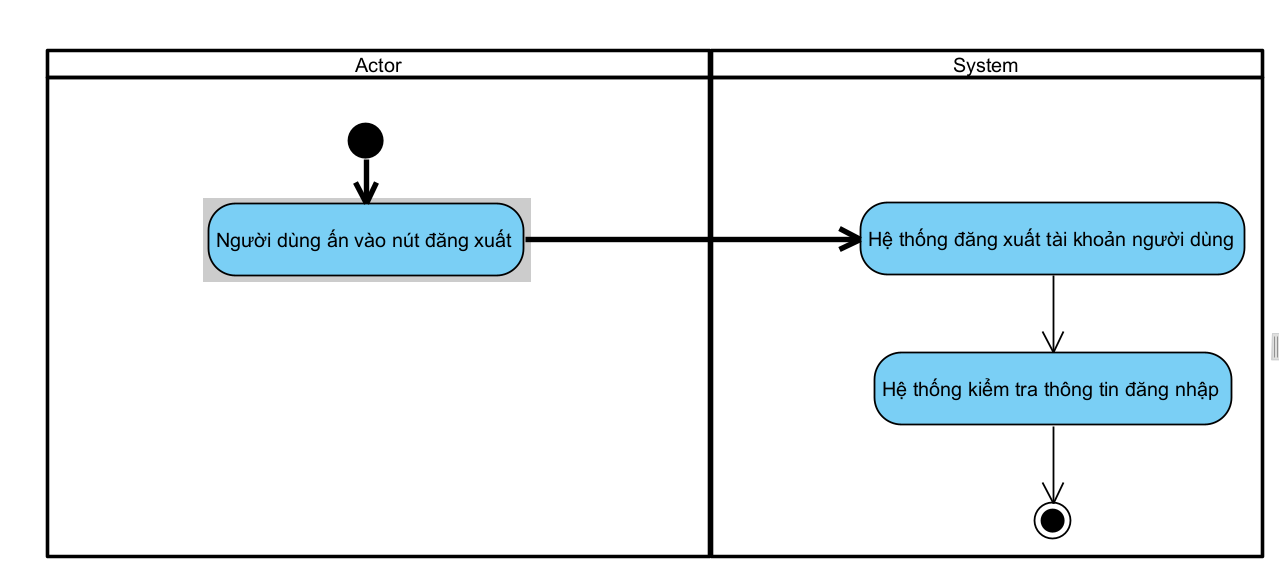 Actor
System
Người dùng ấn vào nút đăng xuất
Hệ thống đăng xuất tài khoản người dùng
Hệ thống kiểm tra thông tin đăng nhập